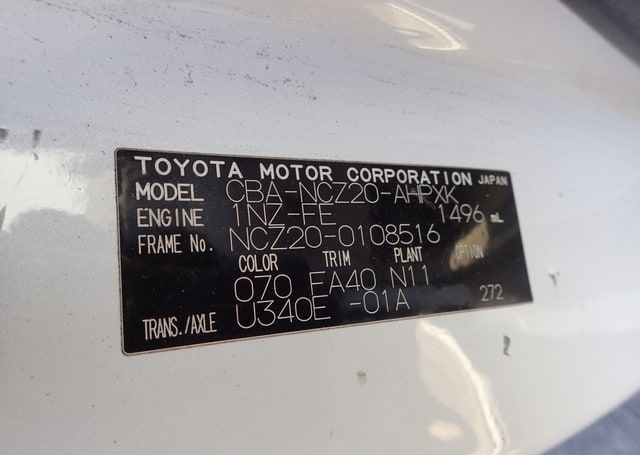 TOYOTA MOTOR CORPORATION JAPAN
MODEL CBA-NCZ20-AHPXK
ENGINE 1NZ-FE 1496 mL
FRAME No. NCZ20-0108516
COLOR TRIM PLANT OPTION
070 FA40 N11
TRANS./AXLE U340E -01A 272